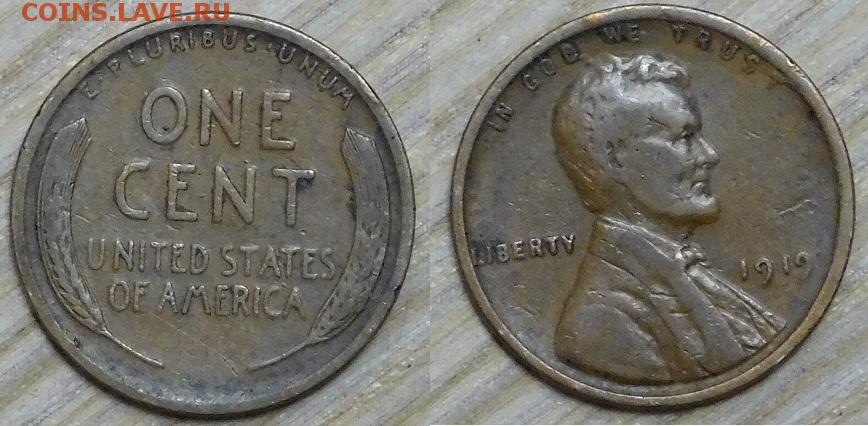 COINS.LAVE.RU
E·PLURIBUS·UNUM
ONE
CENT
UNITED STATES
OF AMERICA
IN GOD WE TRUST
LIBERTY
1919